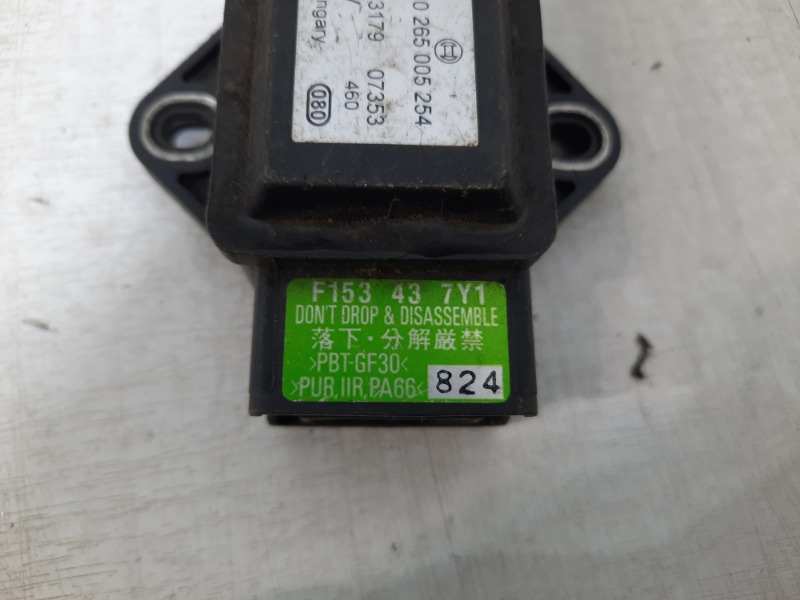 0 265 005 254
3179 07353
ngary 460
080
F153 43 7Y1
DON'T DROP & DISASSEMBLE
落下・分解厳禁
>PBT-GF30<
>PUR,IIR,PA66<
824